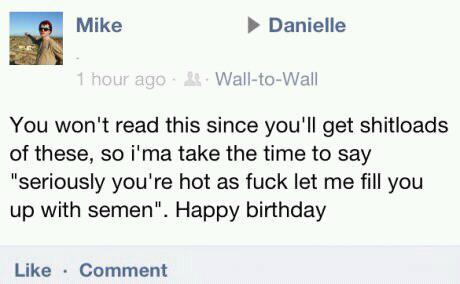 Mike ▶ Danielle
1 hour ago · Wall-to-Wall
You won't read this since you'll get shitloads
of these, so i'ma take the time to say
"seriously you're hot as fuck let me fill you
up with semen". Happy birthday
Like · Comment